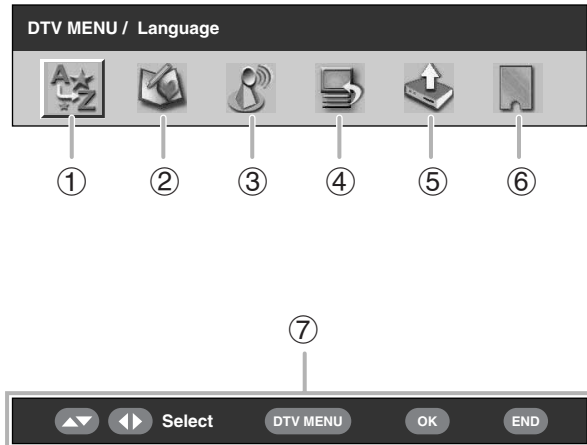 DTV MENU / Language
A Z
① ② ③ ④ ⑤ ⑥
⑦
Select DTV MENU OK END